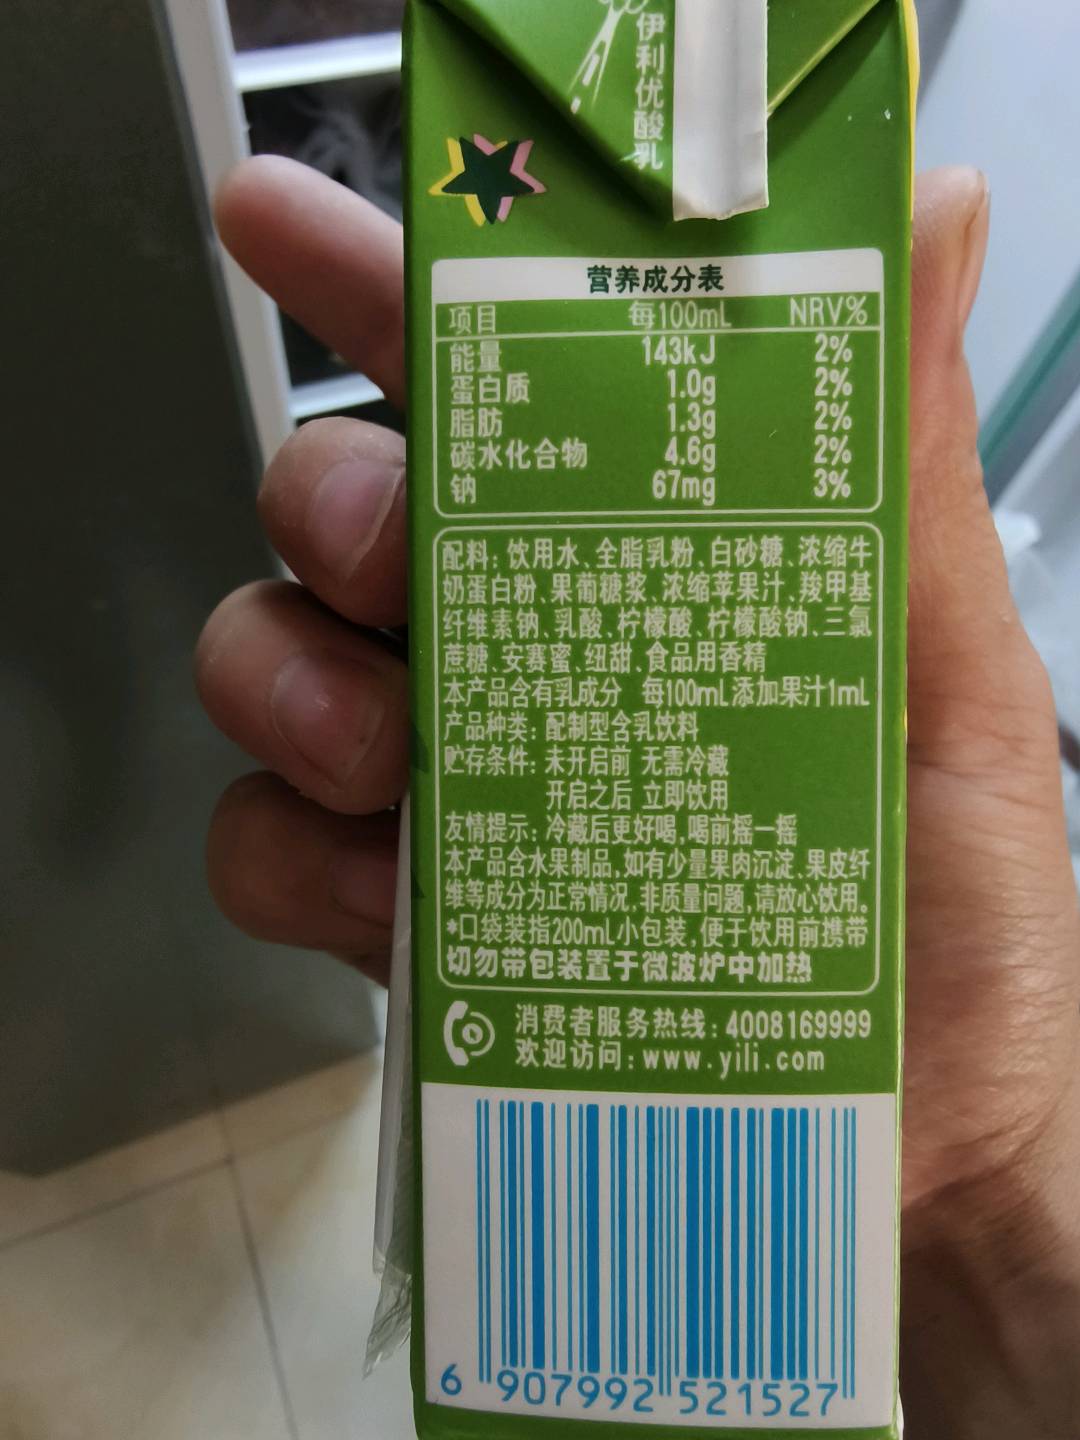 伊利优酸乳
营养成分表
项目 每100mL NRV%
能量 143kJ 2%
蛋白质 1.0g 2%
脂肪 1.3g 2%
碳水化合物 4.6g 2%
钠 67mg 3%
配料：饮用水、全脂乳粉、白砂糖、浓缩牛
奶蛋白粉、果葡糖浆、浓缩苹果汁、羧甲基
纤维素钠、乳酸、柠檬酸、柠檬酸钠、三氯
蔗糖、安赛蜜、纽甜、食品用香精
本产品含有乳成分 每100mL添加果汁1mL
产品种类：配制型含乳饮料
贮存条件：未开启前 无需冷藏
开启之后 立即饮用
友情提示：冷藏后更好喝，喝前摇一摇
本产品含水果制品，如有少量果肉沉淀、果皮纤
维等成分为正常情况，非质量问题，请放心饮用。
*口袋装指200mL小包装，便于饮用前携带
切勿带包装置于微波炉中加热
消费者服务热线：4008169999
欢迎访问：www.yili.com
6 907992 521527